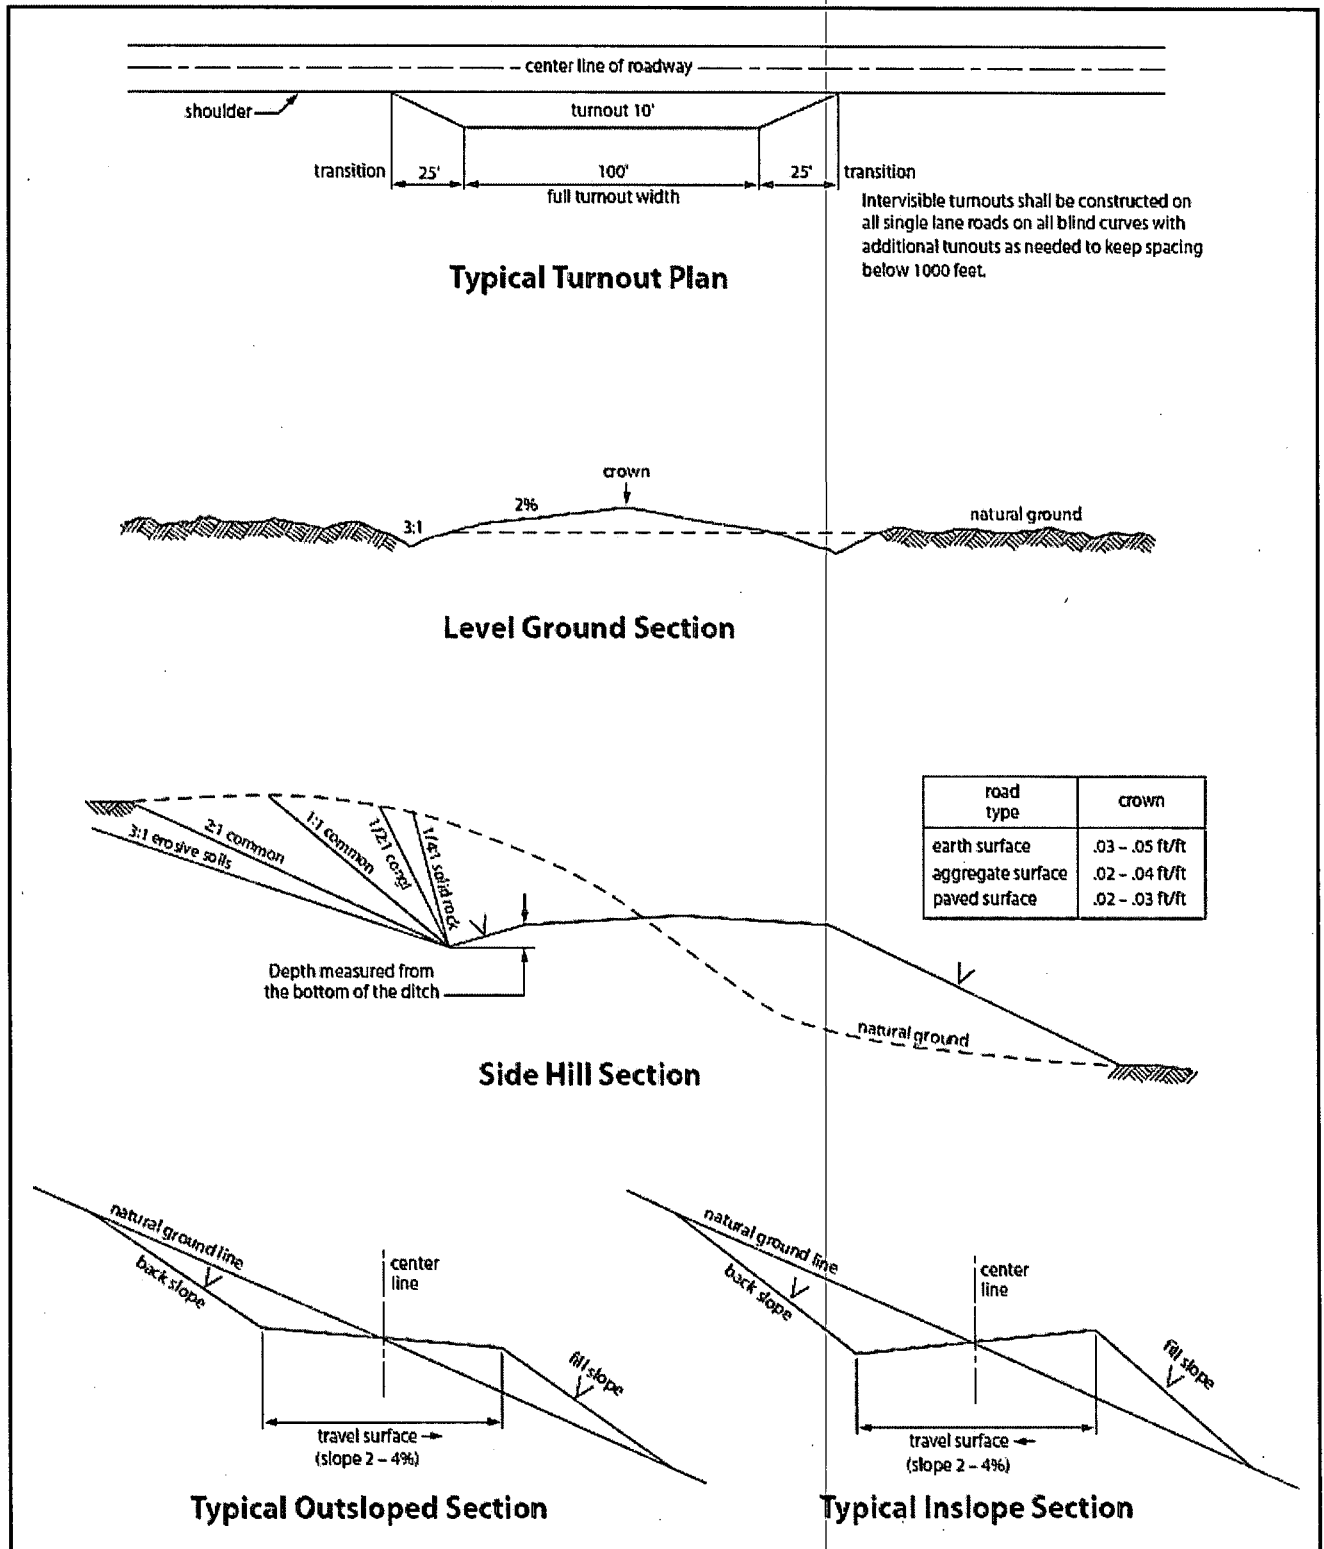 center line of roadway
shoulder
turnout 10'
transition
25'
100'
25'
transition
full turnout width
Intervisible turnouts shall be constructed on
all single lane roads on all blind curves with
additional tunouts as needed to keep spacing
below 1000 feet.
Typical Turnout Plan
crown
2%
3:1
natural ground
Level Ground Section
road
type
crown
earth surface
.03 – .05 ft/ft
aggregate surface
.02 – .04 ft/ft
paved surface
.02 – .03 ft/ft
3:1 erosive soils
2:1 common
1:1 common
1/2:1 congl
1/4:1 solid rock
Depth measured from
the bottom of the ditch
natural ground
Side Hill Section
natural ground line
back slope
center
line
fill slope
travel surface
(slope 2 – 4%)
Typical Outsloped Section
natural ground line
back slope
center
line
fill slope
travel surface
(slope 2 – 4%)
Typical Inslope Section